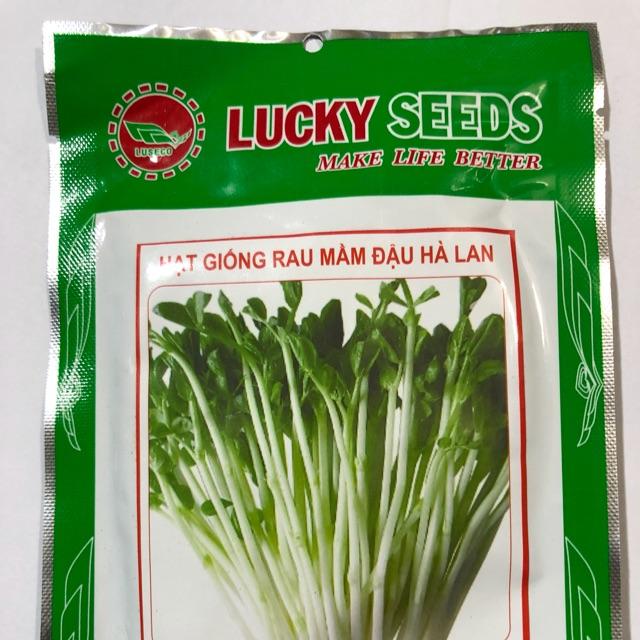 LUSECO
LUCKY SEEDS
MAKE LIFE BETTER
HẠT GIỐNG RAU MẦM ĐẬU HÀ LAN